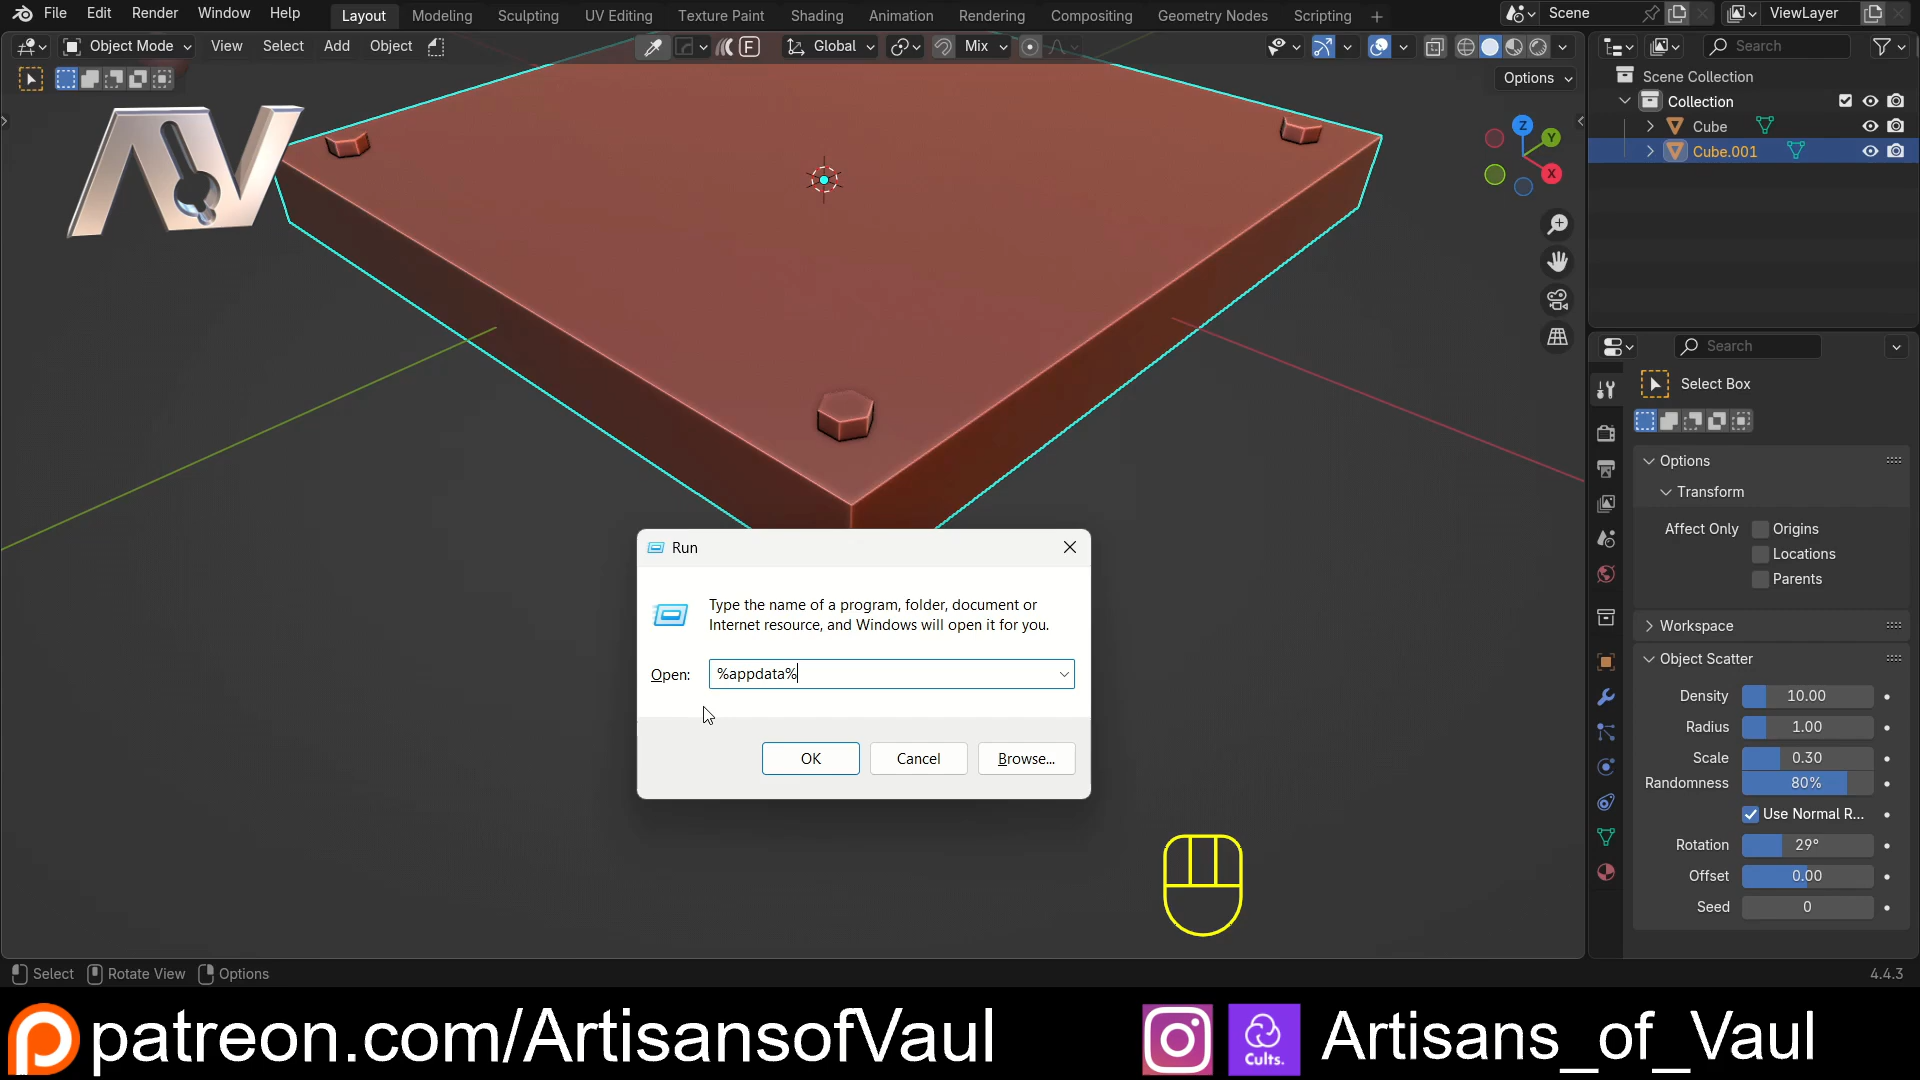 File Edit Render Window Help Layout Modeling Sculpting UV Editing Texture Paint Shading Animation Rendering Compositing Geometry Nodes Scripting + Scene ViewLayer
Object Mode View Select Add Object F Global Mix Search
Options
Scene Collection
Collection
Cube
Cube.001
Z
Y
X
AV
Search
Select Box
Options
Transform
Affect Only Origins
Locations
Parents
Workspace
Object Scatter
Density 10.00
Radius 1.00
Scale 0.30
Randomness 80%
Use Normal R...
Rotation 29°
Offset 0.00
Seed 0
Run
Type the name of a program, folder, document or
Internet resource, and Windows will open it for you.
Open: %appdata%
OK Cancel Browse...
Select Rotate View Options 4.4.3
patreon.com/ArtisansofVaul Cults. Artisans_of_Vaul